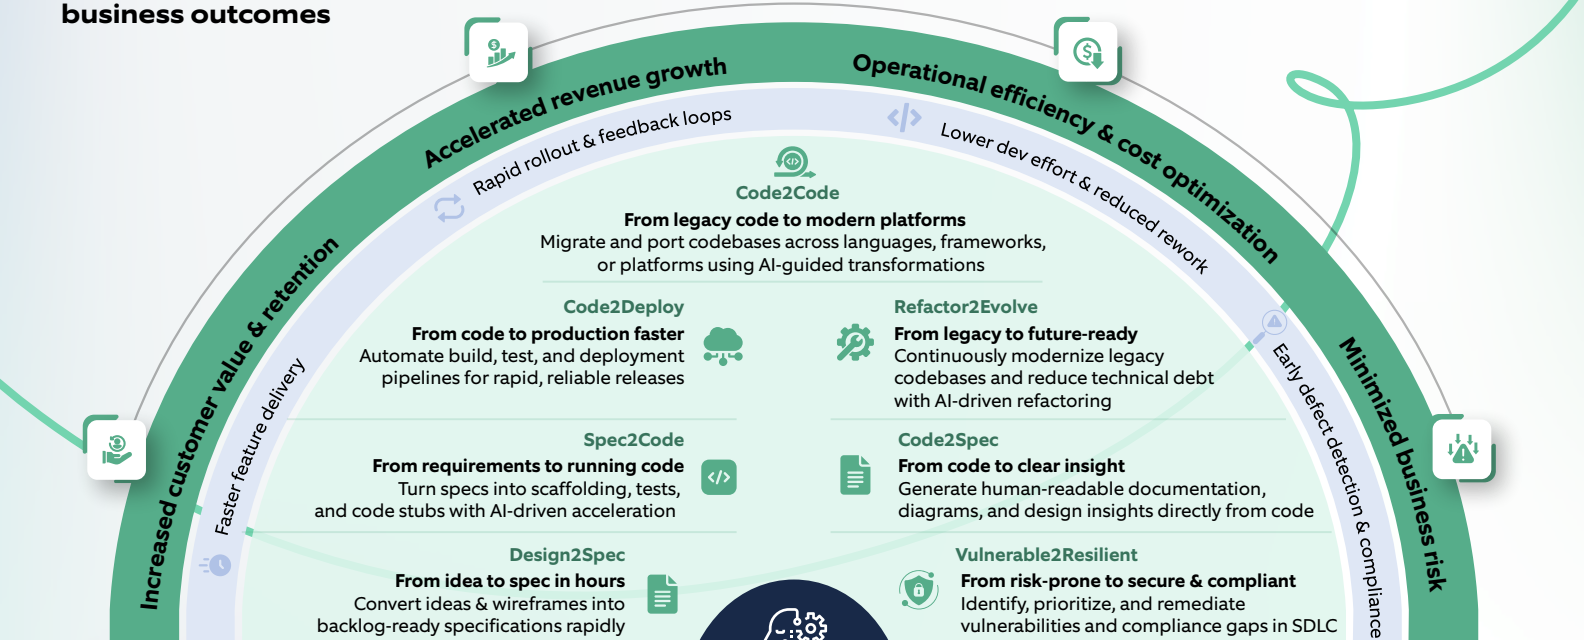 business outcomes
Increased customer value & retention
Accelerated revenue growth
Operational efficiency & cost optimization
Minimized business risk
Faster feature delivery
Rapid rollout & feedback loops
Lower dev effort & reduced rework
Early defect detection & compliance
Code2Code
From legacy code to modern platforms
Migrate and port codebases across languages, frameworks,
or platforms using AI-guided transformations
Code2Deploy
From code to production faster
Automate build, test, and deployment
pipelines for rapid, reliable releases
Refactor2Evolve
From legacy to future-ready
Continuously modernize legacy
codebases and reduce technical debt
with AI-driven refactoring
Spec2Code
From requirements to running code
Turn specs into scaffolding, tests,
and code stubs with AI-driven acceleration
Code2Spec
From code to clear insight
Generate human-readable documentation,
diagrams, and design insights directly from code
Design2Spec
From idea to spec in hours
Convert ideas & wireframes into
backlog-ready specifications rapidly
Vulnerable2Resilient
From risk-prone to secure & compliant
Identify, prioritize, and remediate
vulnerabilities and compliance gaps in SDLC